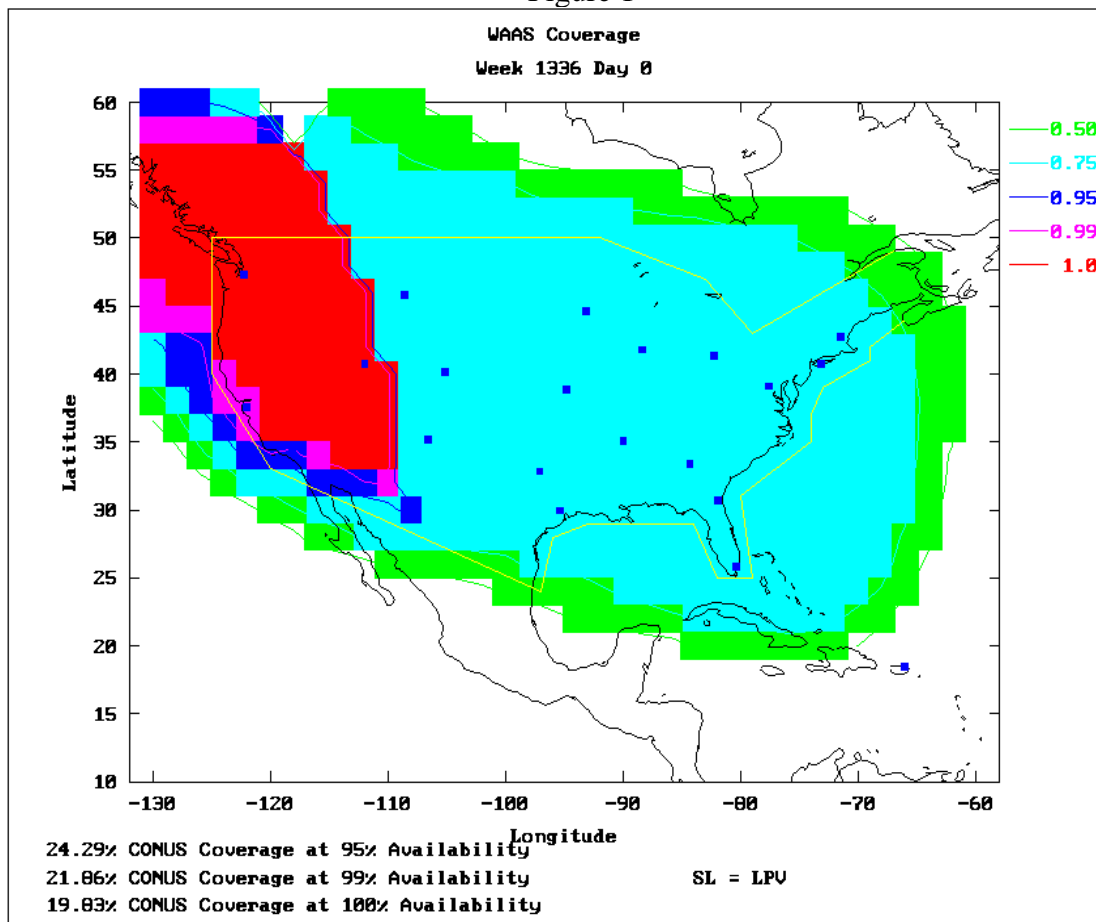 Figure 1
WAAS Coverage
Week 1336 Day 0
60
55
50
45
40
35
30
25
20
15
10
Latitude
0.50
0.75
0.95
0.99
1.0
-130
-120
-110
-100
-90
-80
-70
-60
Longitude
24.29% CONUS Coverage at 95% Availability
21.86% CONUS Coverage at 99% Availability
SL = LPV
19.83% CONUS Coverage at 100% Availability